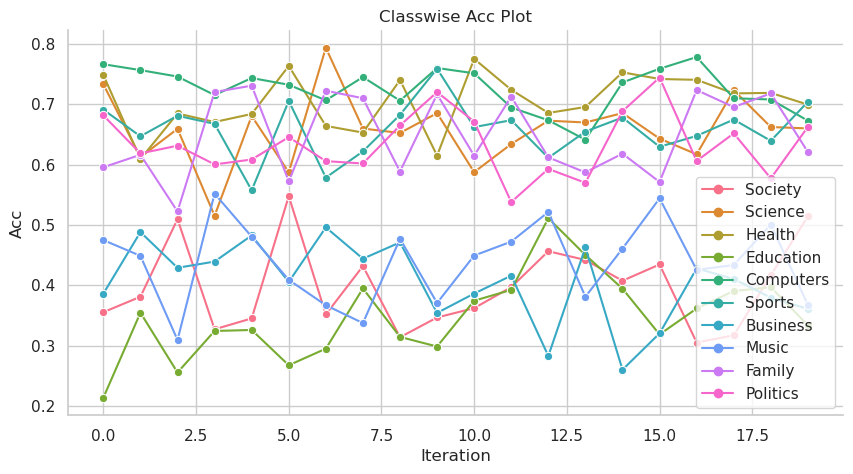 Classwise Acc Plot
0.8
0.7
0.6
0.5
0.4
0.3
0.2
Acc
0.0 2.5 5.0 7.5 10.0 12.5 15.0 17.5
Iteration
Society
Science
Health
Education
Computers
Sports
Business
Music
Family
Politics